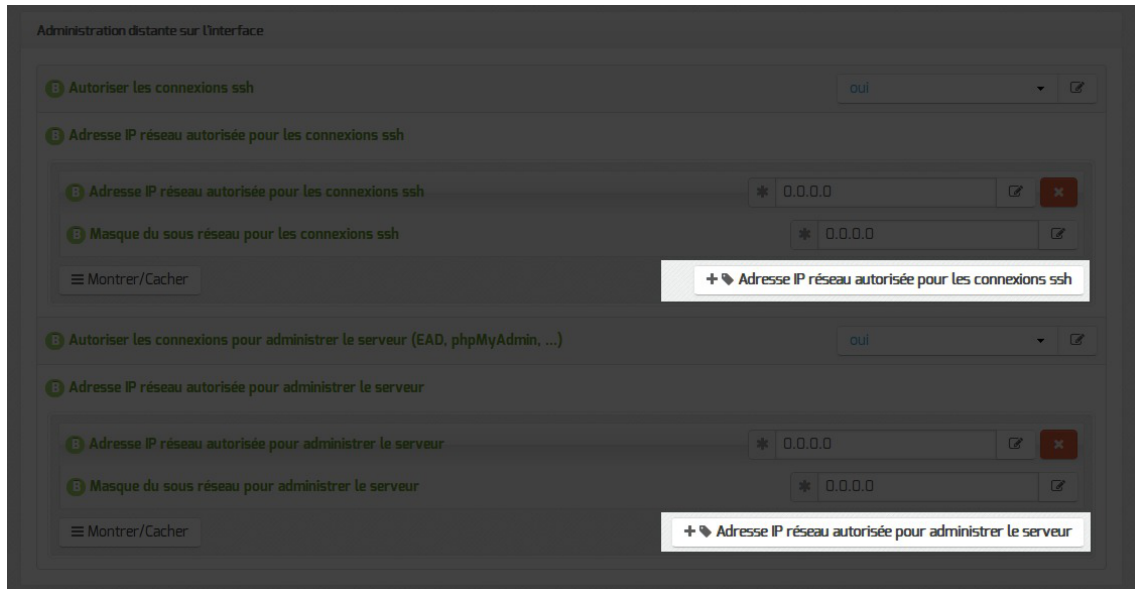 Administration distante sur l'interface
B Autoriser les connexions ssh oui
B Adresse IP réseau autorisée pour les connexions ssh
B Adresse IP réseau autorisée pour les connexions ssh 0.0.0.0
B Masque du sous réseau pour les connexions ssh 0.0.0.0
Montrer/Cacher + Adresse IP réseau autorisée pour les connexions ssh
B Autoriser les connexions pour administrer le serveur (EAD, phpMyAdmin, ...) oui
B Adresse IP réseau autorisée pour administrer le serveur
B Adresse IP réseau autorisée pour administrer le serveur 0.0.0.0
B Masque du sous réseau pour administrer le serveur 0.0.0.0
Montrer/Cacher + Adresse IP réseau autorisée pour administrer le serveur